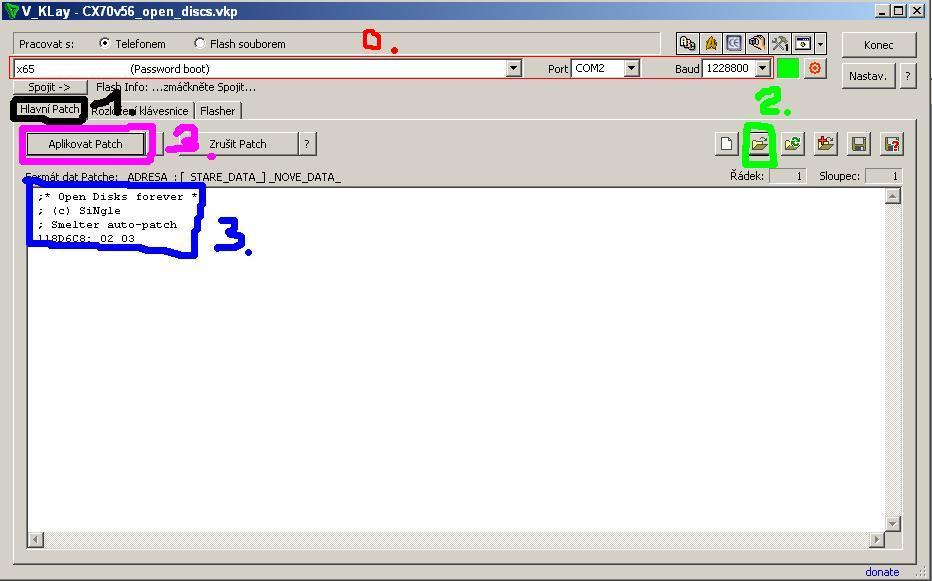 V_KLay - CX70v56_open_discs.vkp
Pracovat s: Telefonem Flash souborem 0. Konec
x65 (Password boot) Port COM2 Baud 1228800 Nastav. ?
Spojit -> Flash Info: ...zmáčkněte Spojit...
Hlavní Patch 1. Rozložení klávesnice Flasher 2.
Aplikovat Patch 3. Zrušit Patch ?
Formát dat Patche: ADRESA :[_STARE_DATA_]_NOVE_DATA_ Řádek: 1 Sloupec: 1
;* Open Disks forever *
; (c) SiNgle
; Smelter auto-patch
118D6C8: 02 03
3.
donate